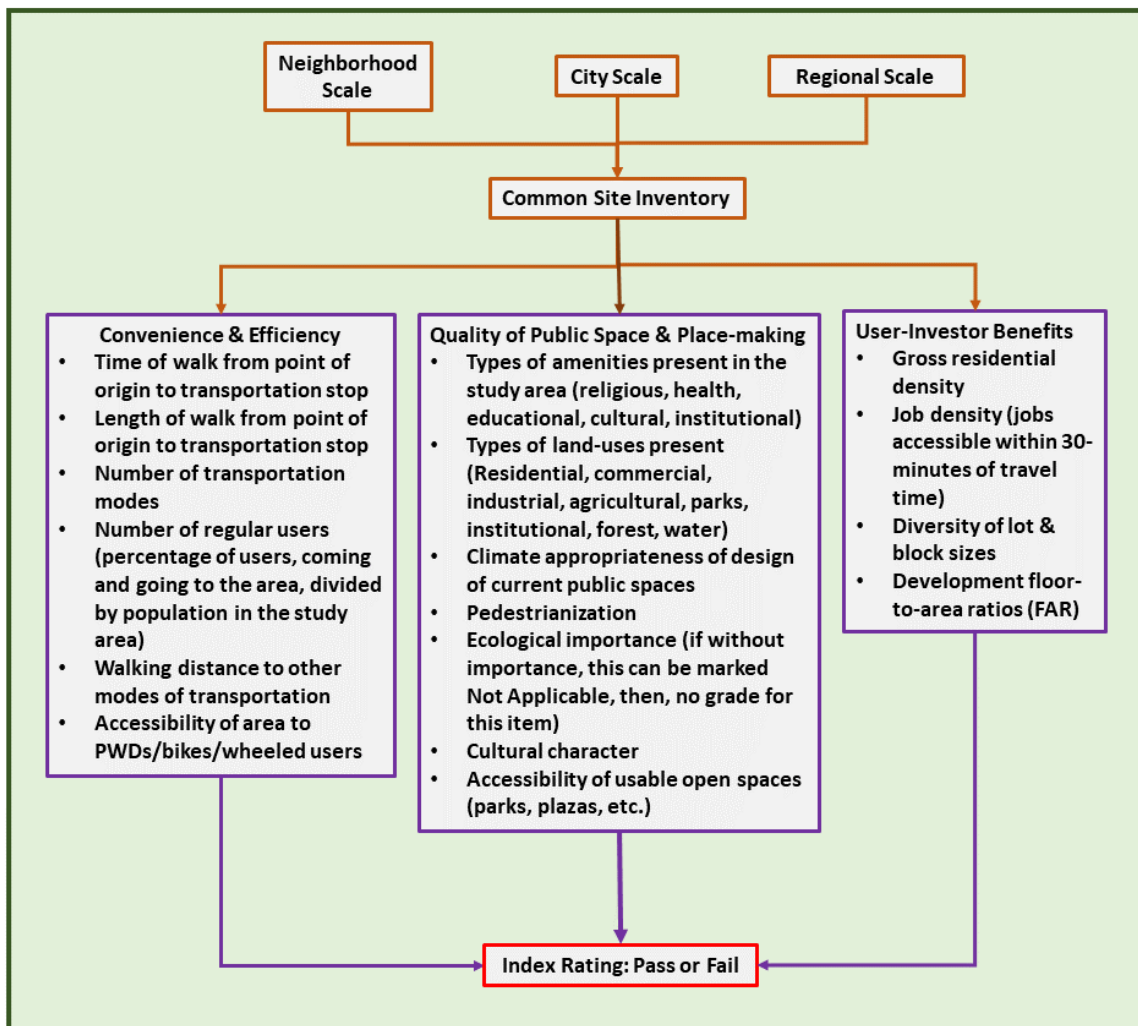 Neighborhood
Scale
City Scale
Regional Scale
Common Site Inventory
Convenience & Efficiency
• Time of walk from point of
origin to transportation stop
• Length of walk from point of
origin to transportation stop
• Number of transportation
modes
• Number of regular users
(percentage of users, coming
and going to the area, divided
by population in the study
area)
• Walking distance to other
modes of transportation
• Accessibility of area to
PWDs/bikes/wheeled users
Quality of Public Space & Place-making
• Types of amenities present in the
study area (religious, health,
educational, cultural, institutional)
• Types of land-uses present
(Residential, commercial,
industrial, agricultural, parks,
institutional, forest, water)
• Climate appropriateness of design
of current public spaces
• Pedestrianization
• Ecological importance (if without
importance, this can be marked
Not Applicable, then, no grade for
this item)
• Cultural character
• Accessibility of usable open spaces
(parks, plazas, etc.)
User-Investor Benefits
• Gross residential
density
• Job density (jobs
accessible within 30-
minutes of travel
time)
• Diversity of lot &
block sizes
• Development floor-
to-area ratios (FAR)
Index Rating: Pass or Fail